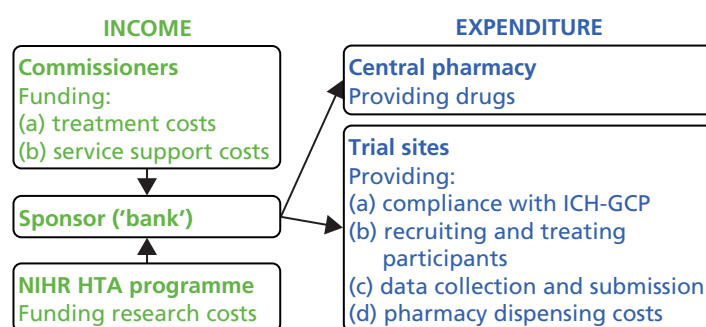 INCOME
Commissioners
Funding:
(a) treatment costs
(b) service support costs
Sponsor ('bank')
NIHR HTA programme
Funding research costs
EXPENDITURE
Central pharmacy
Providing drugs
Trial sites
Providing:
(a) compliance with ICH-GCP
(b) recruiting and treating
participants
(c) data collection and submission
(d) pharmacy dispensing costs